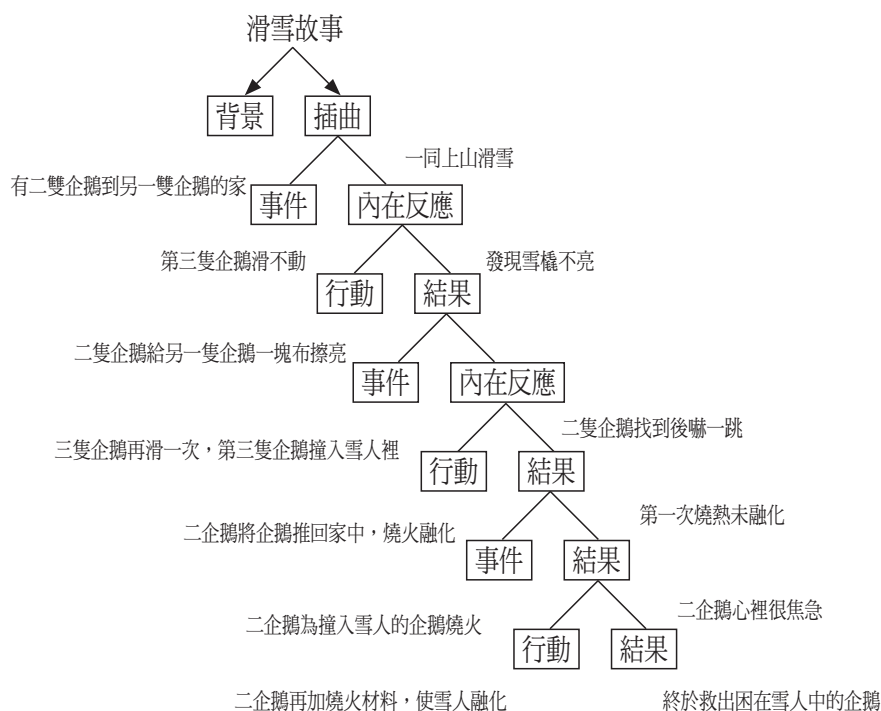 滑雪故事
背景
插曲
一同上山滑雪
有二雙企鵝到另一雙企鵝的家
事件
內在反應
第三隻企鵝滑不動
發現雪橇不亮
行動
結果
二隻企鵝給另一隻企鵝一塊布擦亮
事件
內在反應
二隻企鵝找到後嚇一跳
三隻企鵝再滑一次，第三隻企鵝撞入雪人裡
行動
結果
第一次燒熱未融化
二企鵝將企鵝推回家中，燒火融化
事件
結果
二企鵝心裡很焦急
二企鵝為撞入雪人的企鵝燒火
行動
結果
二企鵝再加燒火材料，使雪人融化
終於救出困在雪人中的企鵝